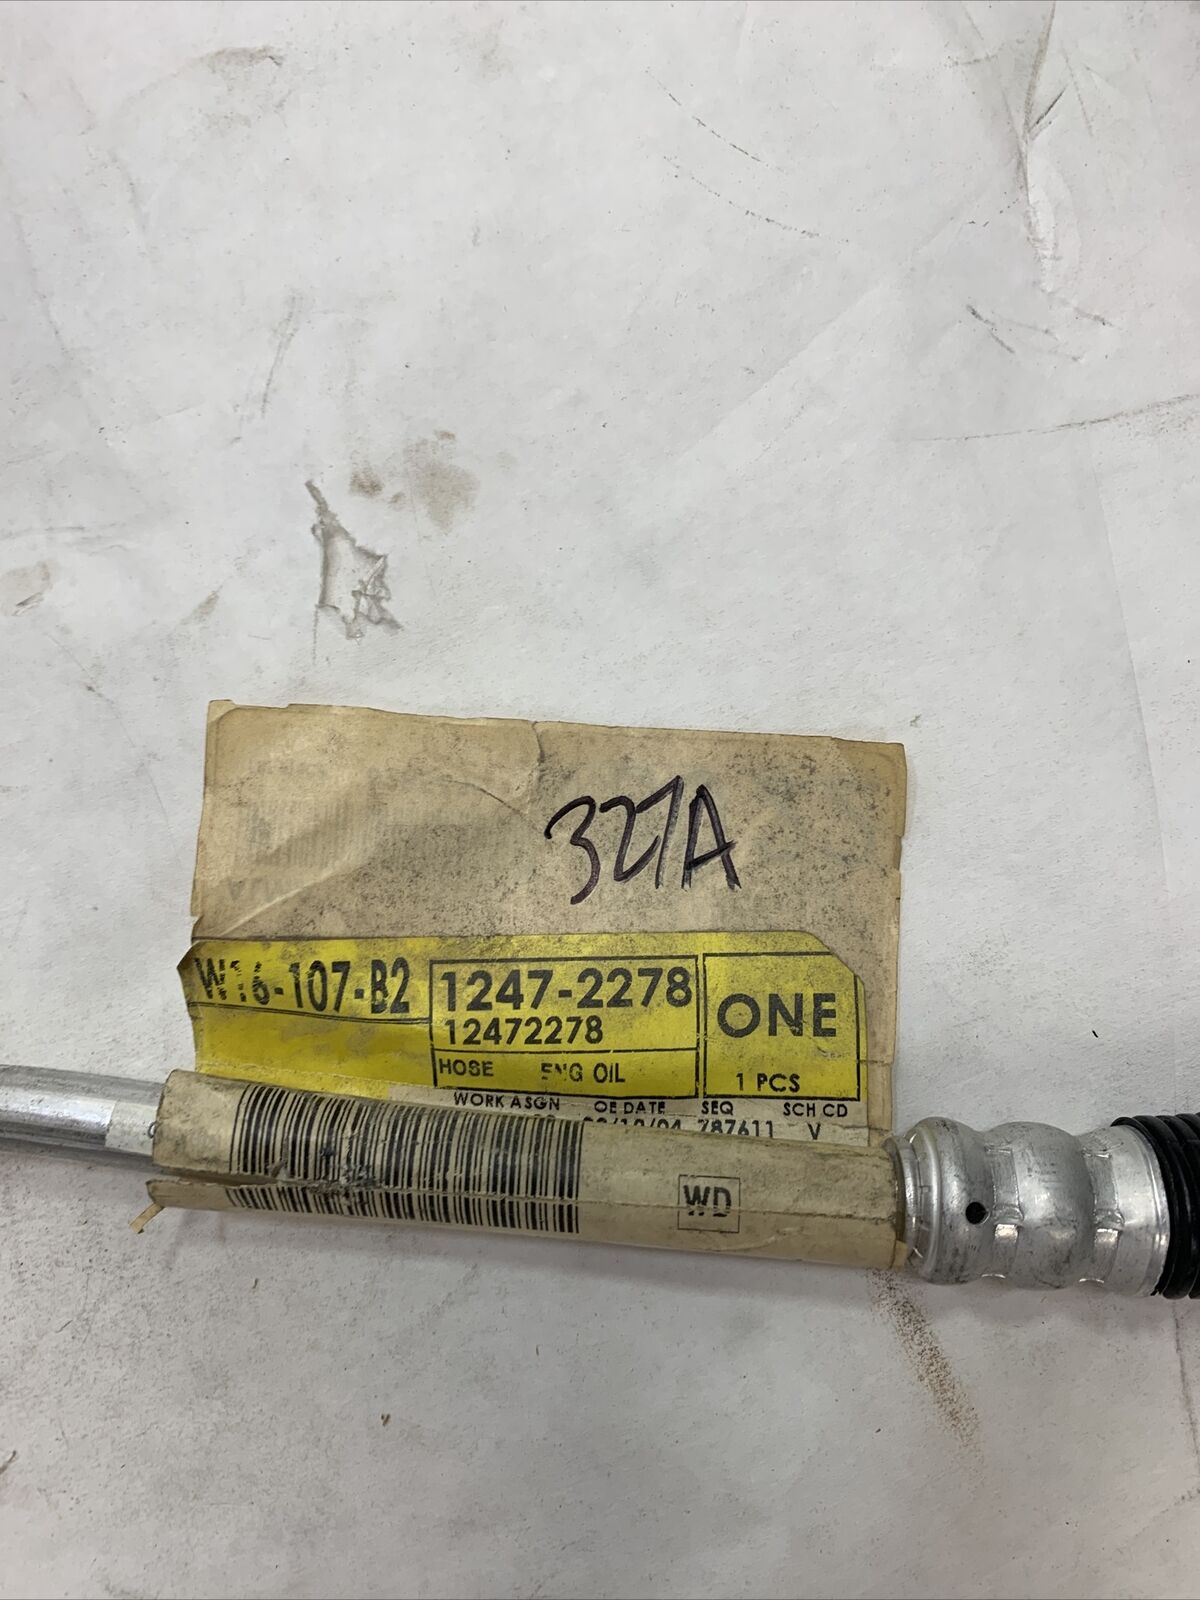 327A
W16-107-B2
1247-2278
12472278
ONE
HOSE ENG OIL
1 PCS
WORK ASGN OE DATE SEQ SCH CD
787611 V
WD